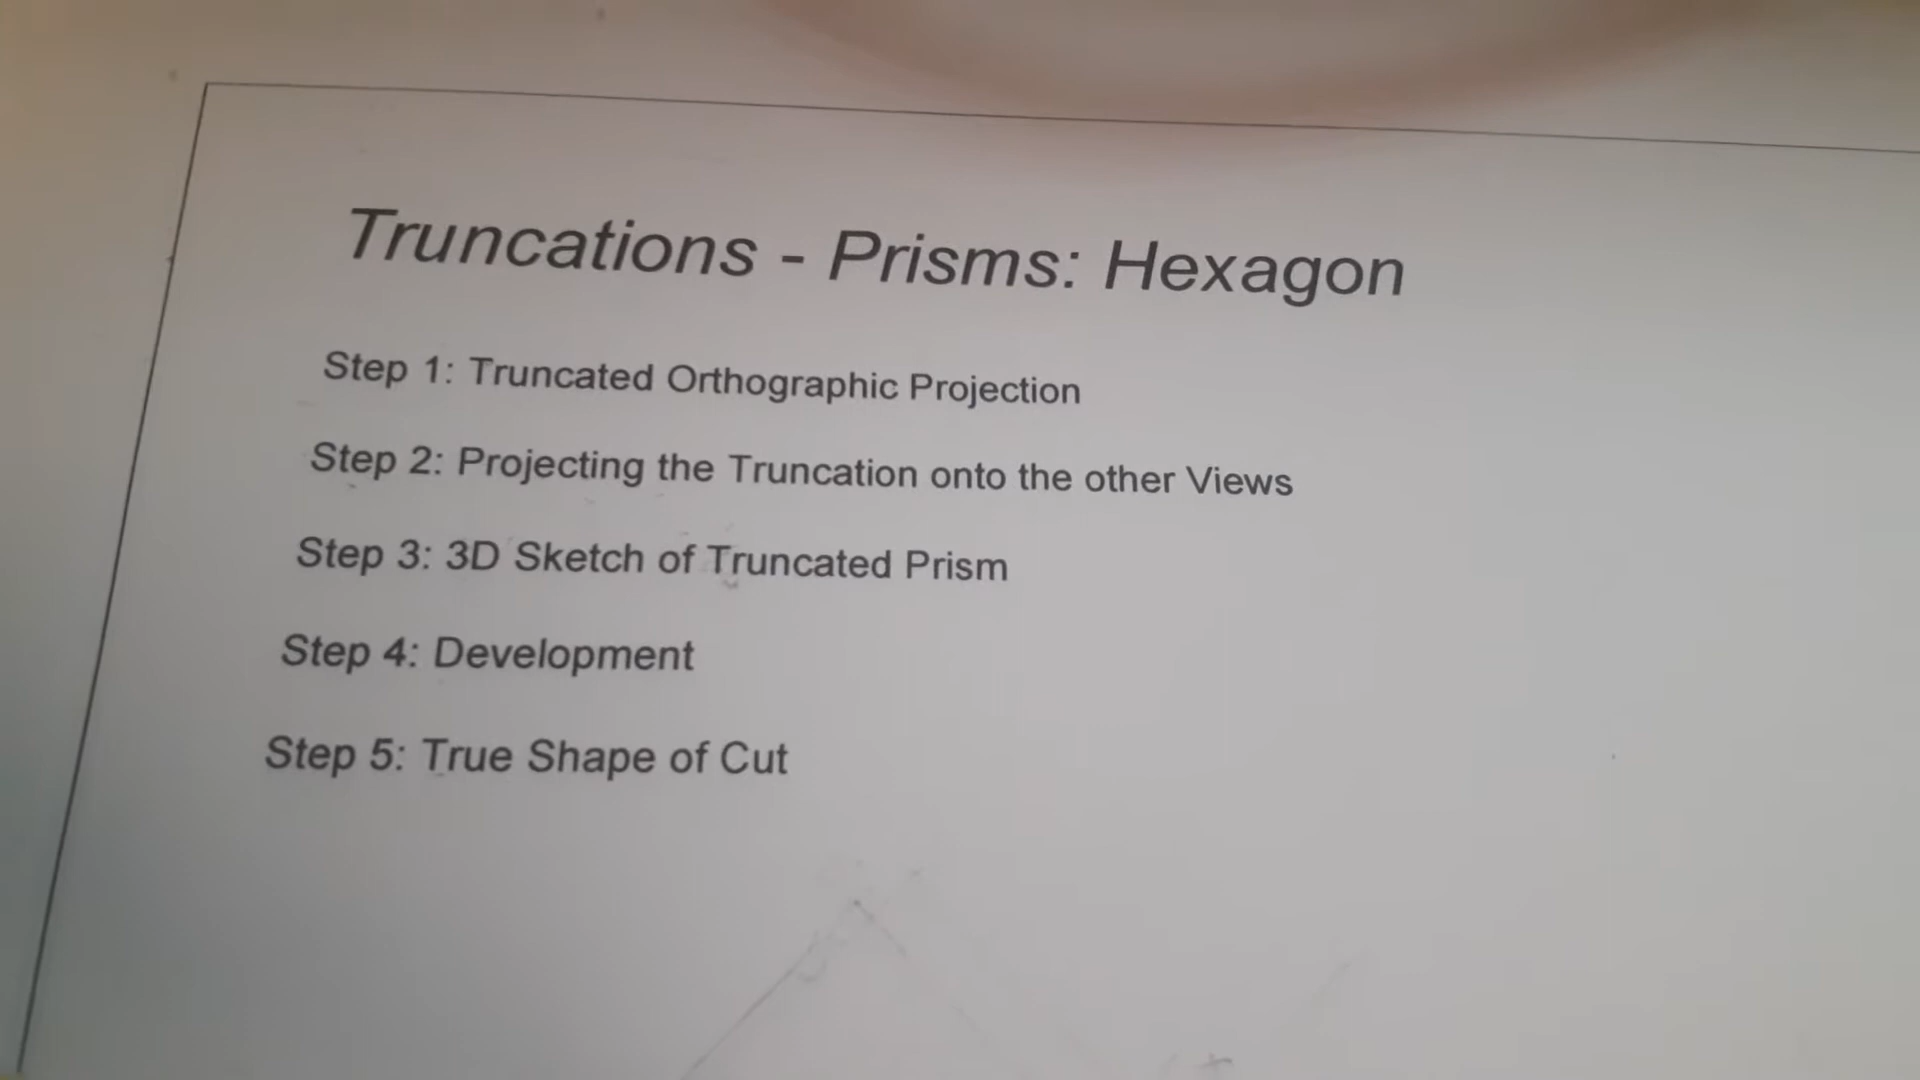 Truncations - Prisms: Hexagon
Step 1: Truncated Orthographic Projection
Step 2: Projecting the Truncation onto the other Views
Step 3: 3D Sketch of Truncated Prism
Step 4: Development
Step 5: True Shape of Cut